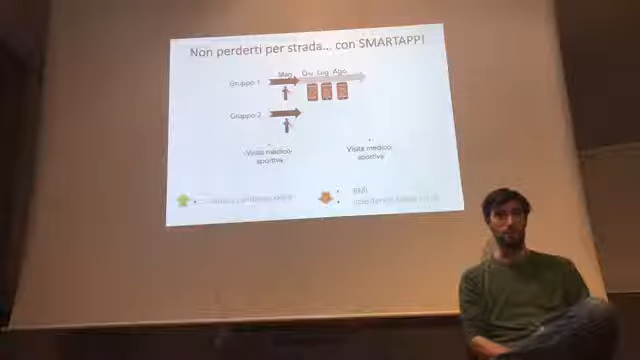 Non perderti per strada... con SMARTAPP!
Mag Giu Lug Ago
Gruppo 1
Gruppo 2
Visita medico
sportiva
Visita medico
sportiva
BMI